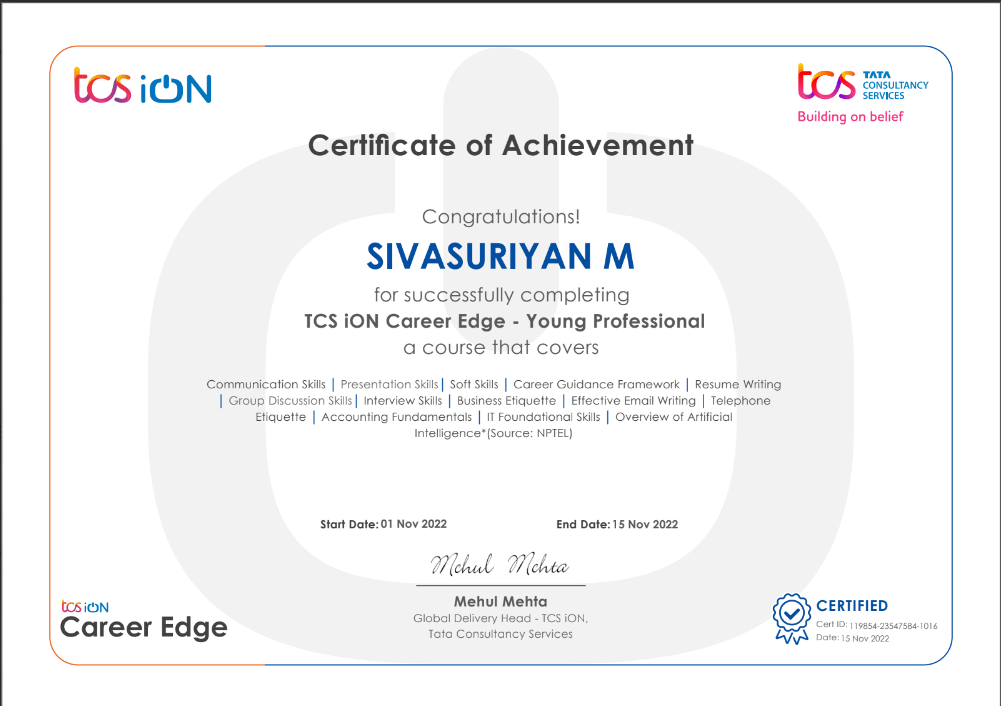 tcs iON
tcs TATA
CONSULTANCY
SERVICES
Building on belief
Certificate of Achievement
Congratulations!
SIVASURIYAN M
for successfully completing
TCS iON Career Edge - Young Professional
a course that covers
Communication Skills | Presentation Skills | Soft Skills | Career Guidance Framework | Resume Writing
| Group Discussion Skills | Interview Skills | Business Etiquette | Effective Email Writing | Telephone
Etiquette | Accounting Fundamentals | IT Foundational Skills | Overview of Artificial
Intelligence*(Source: NPTEL)
Start Date: 01 Nov 2022 End Date: 15 Nov 2022
Mehul Mehta
Mehul Mehta
Global Delivery Head - TCS iON,
Tata Consultancy Services
tcs iON
Career Edge
CERTIFIED
Cert ID: 119854-23547584-1016
Date: 15 Nov 2022